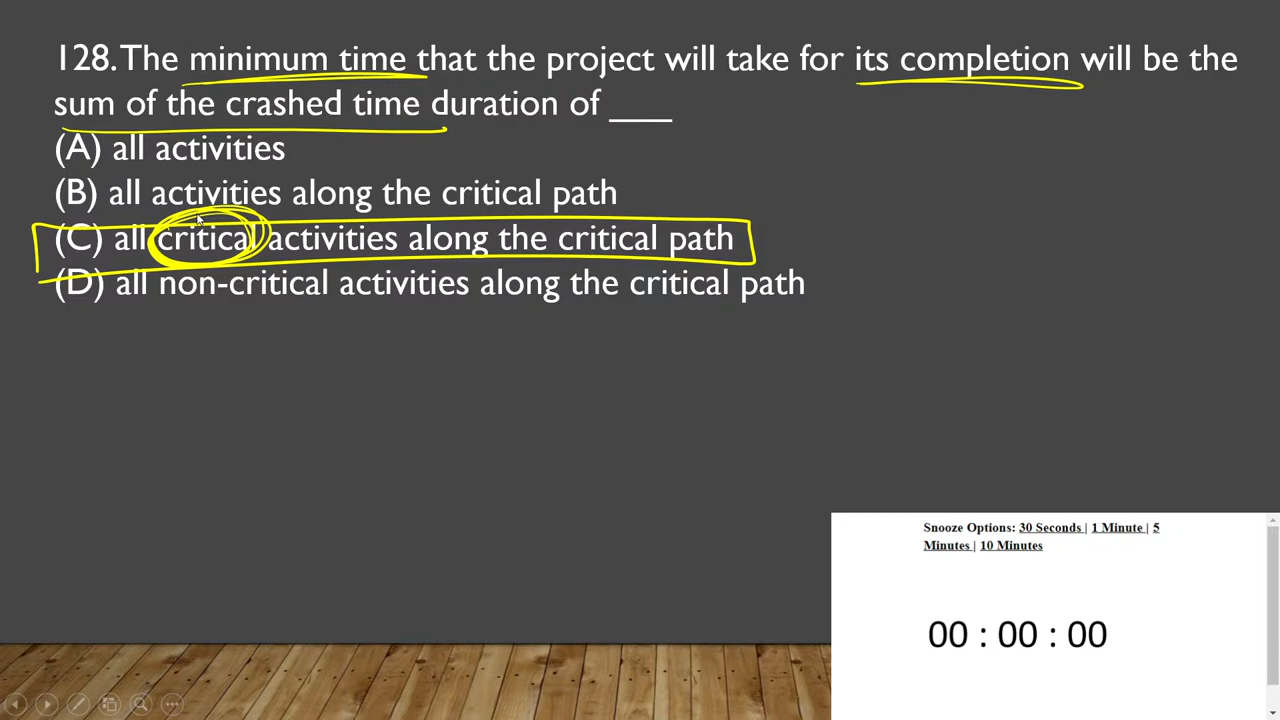 128. The minimum time that the project will take for its completion will be the
sum of the crashed time duration of ____
(A) all activities
(B) all activities along the critical path
(C) all critical activities along the critical path
(D) all non-critical activities along the critical path
Snooze Options: 30 Seconds | 1 Minute | 5
Minutes | 10 Minutes
00 : 00 : 00